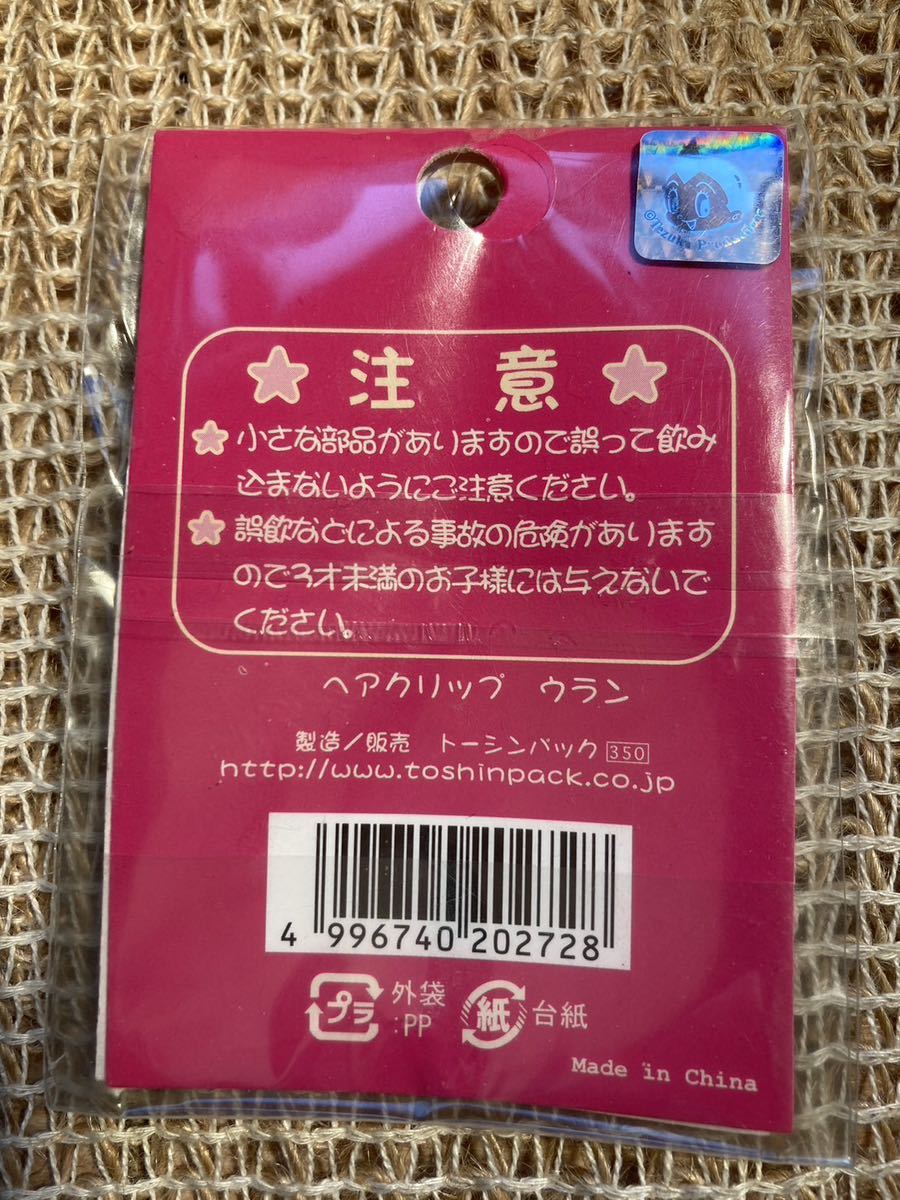 ©Tezuka Productions
注 意
小さな部品がありますので誤って飲み
込まないようにご注意ください。
誤飲などによる事故の危険があります
ので3才未満のお子様には与えないで
ください。
ヘアクリップ ウラン
製造/販売 トーシンパック 350
http://www.toshinpack.co.jp
4 996740 202728
プラ 外袋
:PP
紙 台紙
Made in China